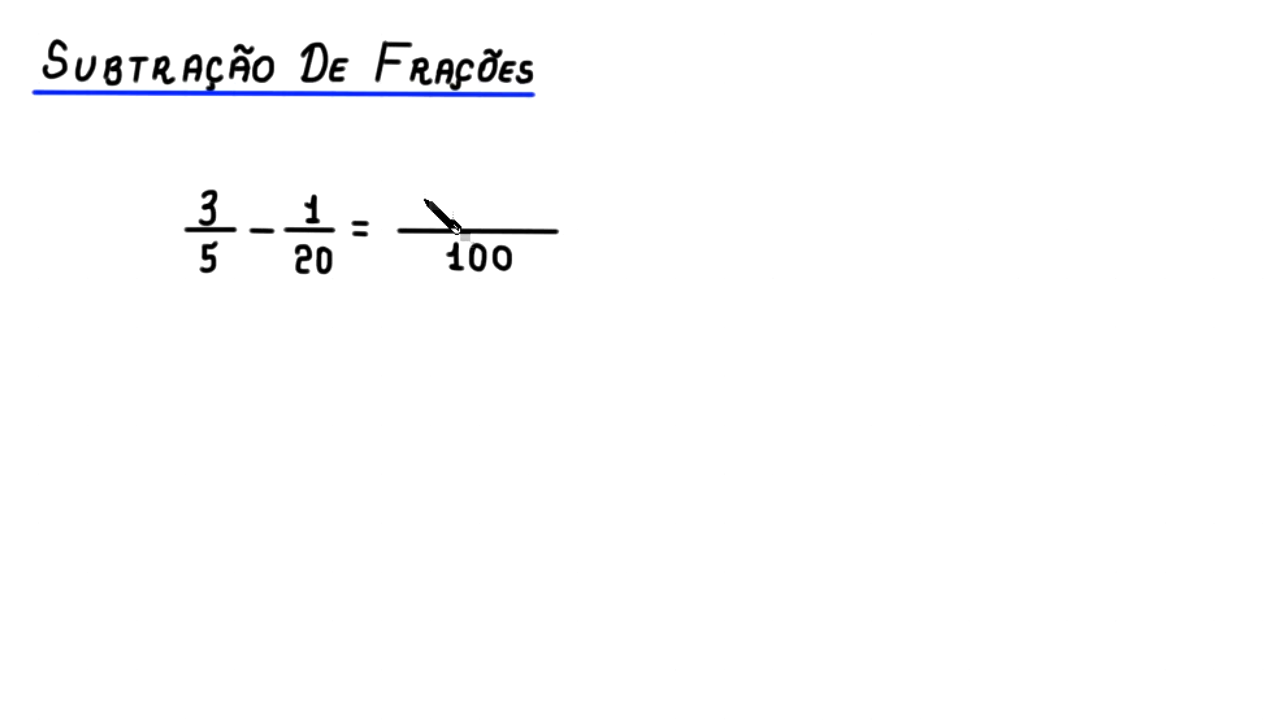 SUBTRAÇÃO DE FRAÇÕES
3/5 - 1/20 = /100